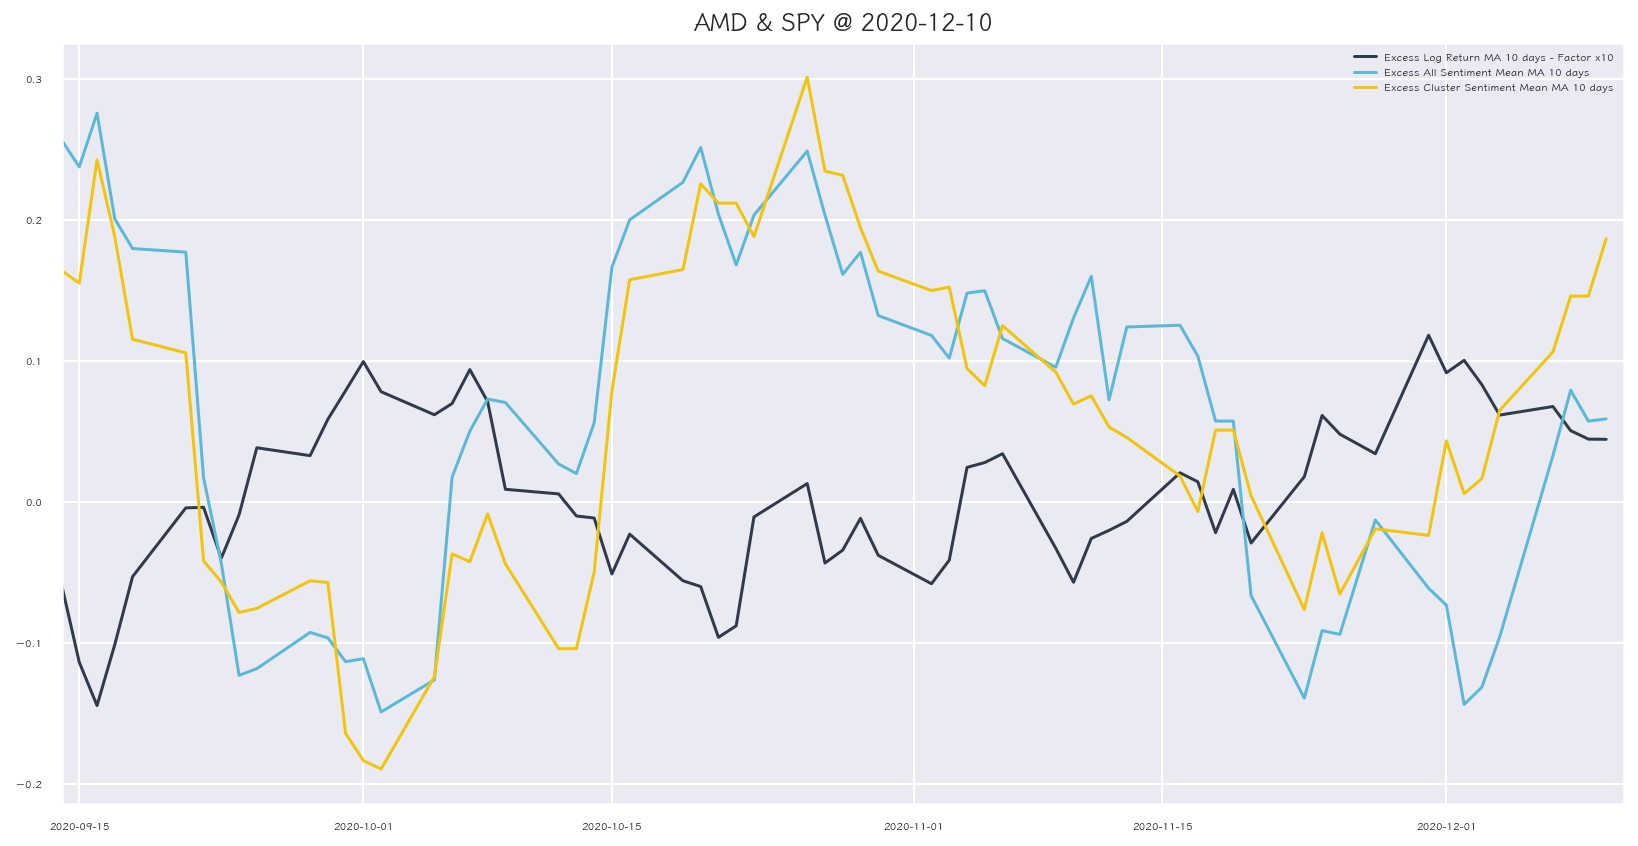 AMD & SPY @ 2020-12-10
Excess Log Return MA 10 days - Factor x10
Excess All Sentiment Mean MA 10 days
Excess Cluster Sentiment Mean MA 10 days
0.3
0.2
0.1
0.0
−0.1
−0.2
2020-09-15 2020-10-01 2020-10-15 2020-11-01 2020-11-15 2020-12-01